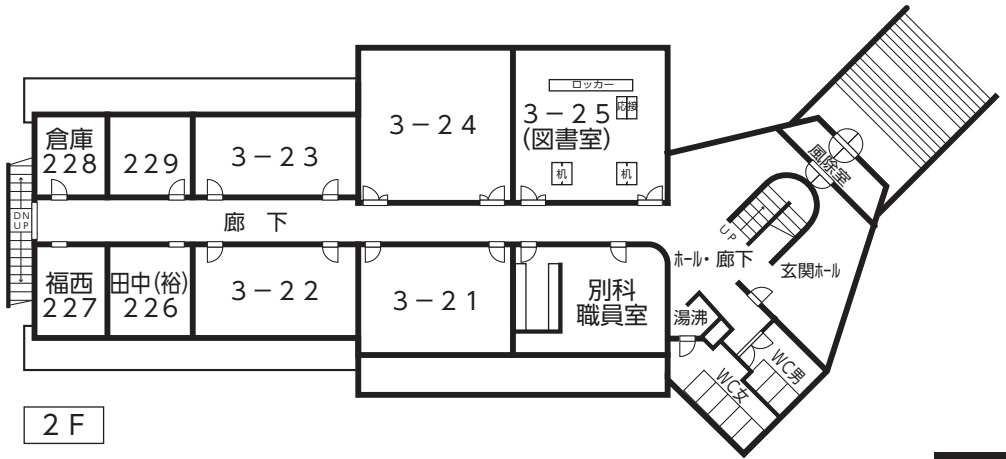 ロッカー
応接
3－24
3－25
(図書室)
倉庫
228
229
3－23
風除室
机
机
DN
UP
廊 下
UP
ホール・廊下
玄関ホール
福西
227
田中(裕)
226
3－22
3－21
別科
職員室
湯沸
WC男
WC女
2F